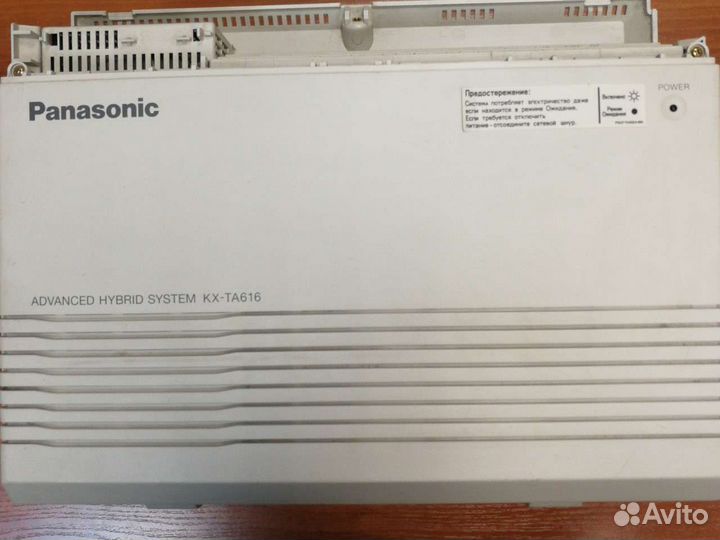 Panasonic
Предостережение:
Система потребляет электричество даже
если находится в режиме Ожидания.
Если требуется отключить
питание - отсоедините сетевой шнур.
Включено
Режим
Ожидания
POWER
ADVANCED HYBRID SYSTEM KX-TA616
Avito